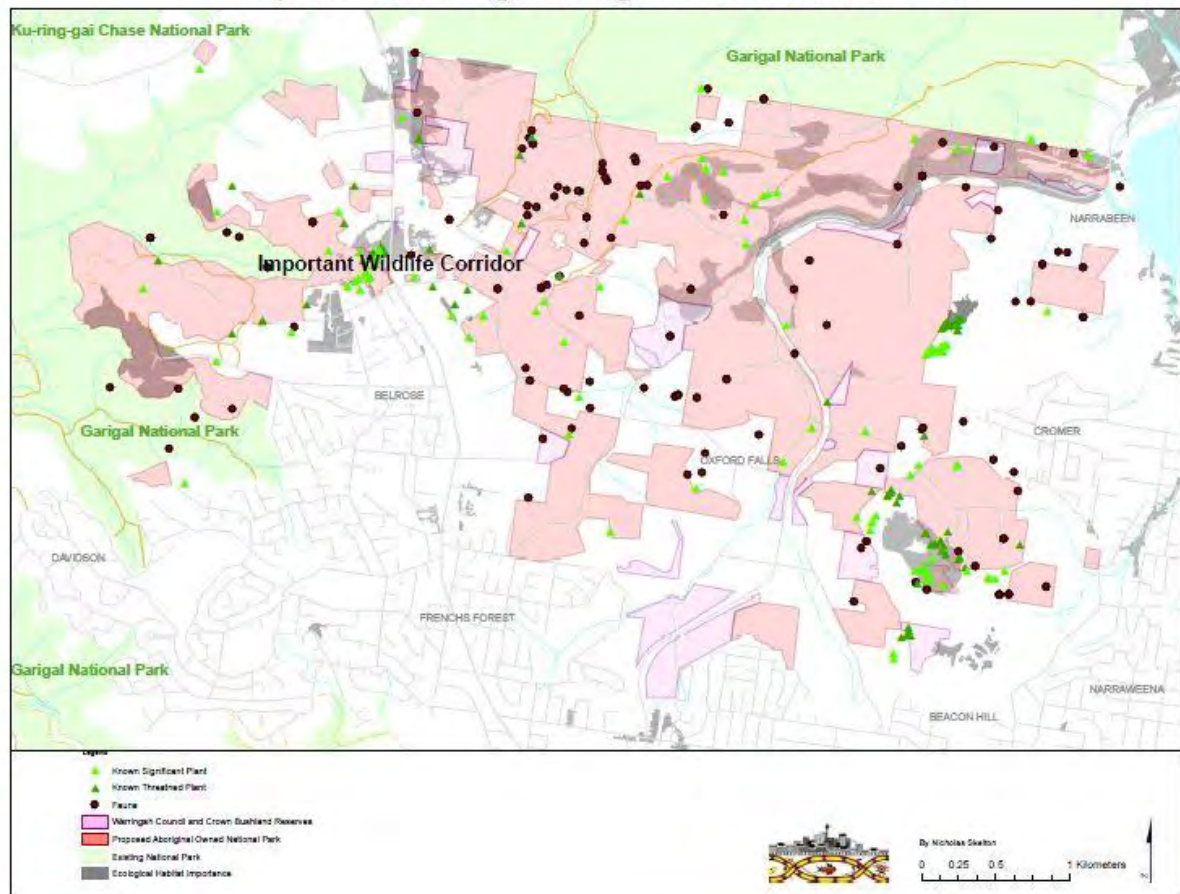 Ku-ring-gai Chase National Park
Garigal National Park
NARRABEEN
Important Wildlife Corridor
BELROSE
CROMER
Garigal National Park
OXFORD FALLS
DAVIDSON
FRENCHS FOREST
Garigal National Park
NARRAWEENA
BEACON HILL
Legend
Known Significant Plant
Known Threatned Plant
Fauna
Warringah Council and Crown Bushland Reserves
Proposed Aboriginal Owned National Park
Existing National Park
Ecological Habitat Importance
By Nicholas Skelton
0 0.25 0.5 1 Kilometers